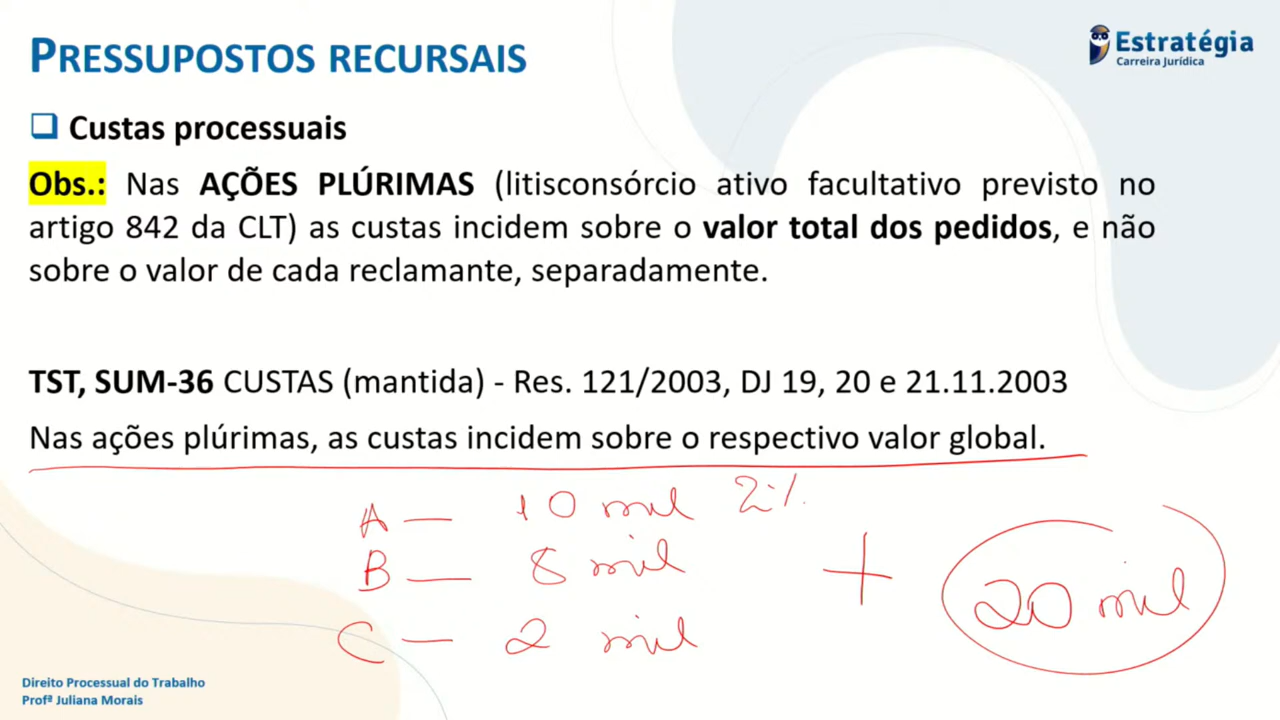 PRESSUPOSTOS RECURSAIS
Estratégia
Carreira Jurídica
Custas processuais
Obs.: Nas AÇÕES PLÚRIMAS (litisconsórcio ativo facultativo previsto no
artigo 842 da CLT) as custas incidem sobre o valor total dos pedidos, e não
sobre o valor de cada reclamante, separadamente.
TST, SUM-36 CUSTAS (mantida) - Res. 121/2003, DJ 19, 20 e 21.11.2003
Nas ações plúrimas, as custas incidem sobre o respectivo valor global.
A — 10 mil 2%
B — 8 mil
+ 20 mil
C — 2 mil
Direito Processual do Trabalho
Profª Juliana Morais